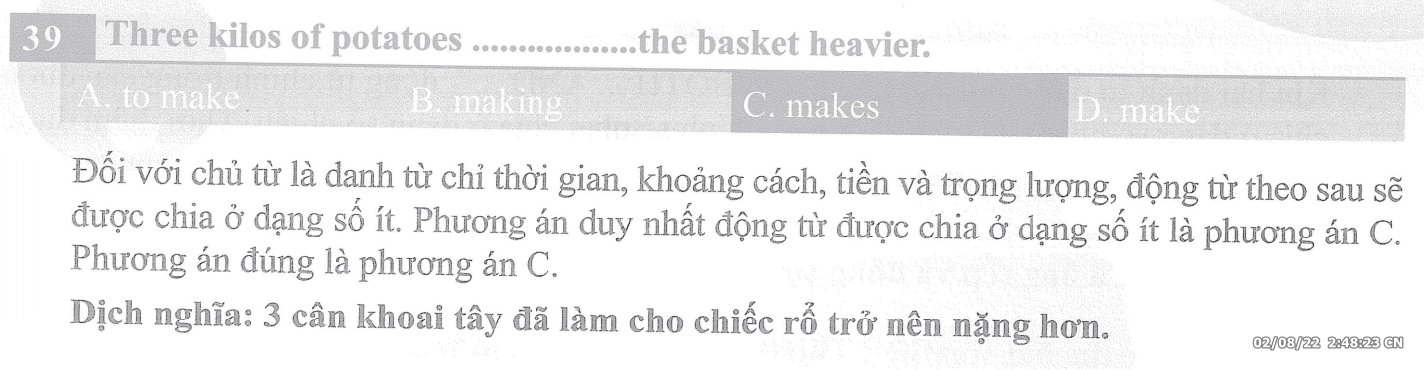 39 Three kilos of potatoes ..................the basket heavier.
A. to make B. making C. makes D. make
Đối với chủ từ là danh từ chỉ thời gian, khoảng cách, tiền và trọng lượng, động từ theo sau sẽ
được chia ở dạng số ít. Phương án duy nhất động từ được chia ở dạng số ít là phương án C.
Phương án đúng là phương án C.
Dịch nghĩa: 3 cân khoai tây đã làm cho chiếc rổ trở nên nặng hơn.
02/08/22 2:48:23 CN